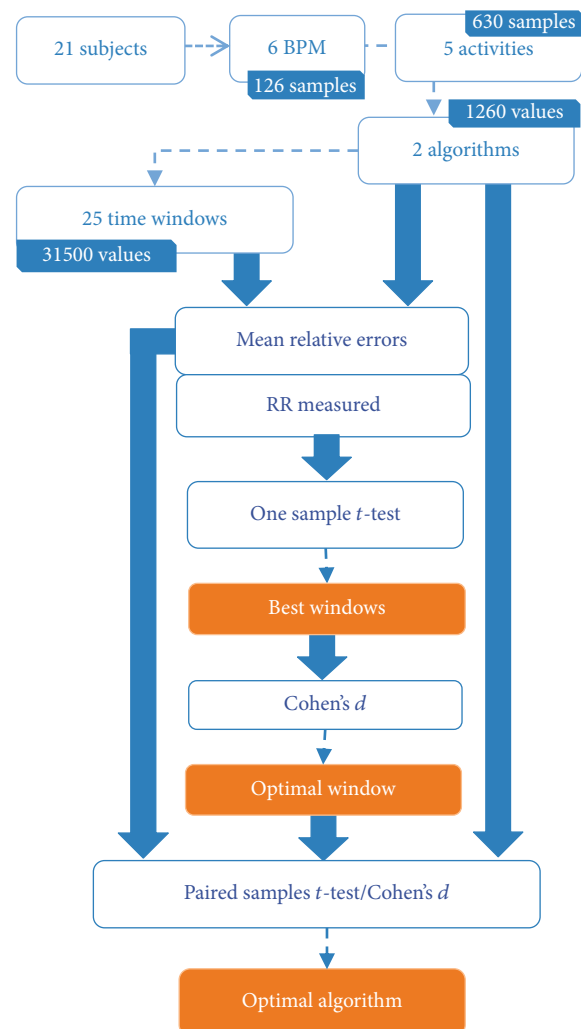 630 samples
21 subjects
6 BPM
5 activities
126 samples
1260 values
2 algorithms
25 time windows
31500 values
Mean relative errors
RR measured
One sample t-test
Best windows
Cohen's d
Optimal window
Paired samples t-test/Cohen's d
Optimal algorithm